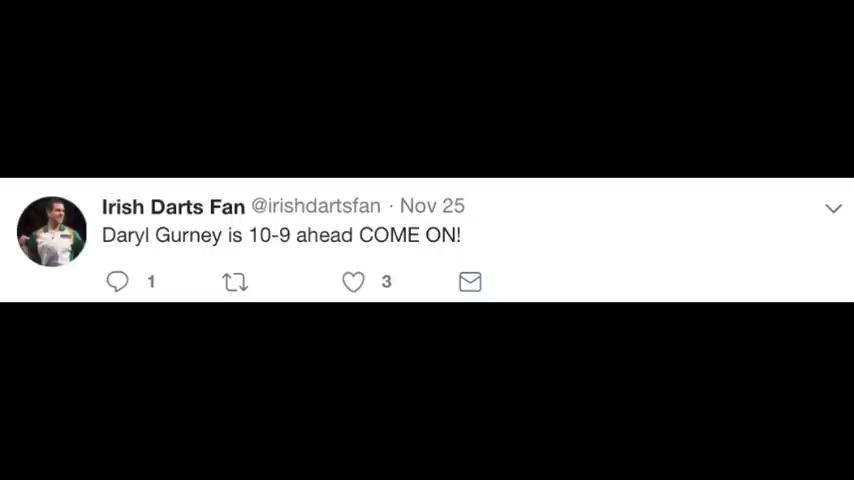 Irish Darts Fan @irishdartsfan · Nov 25
Daryl Gurney is 10-9 ahead COME ON!
1 3